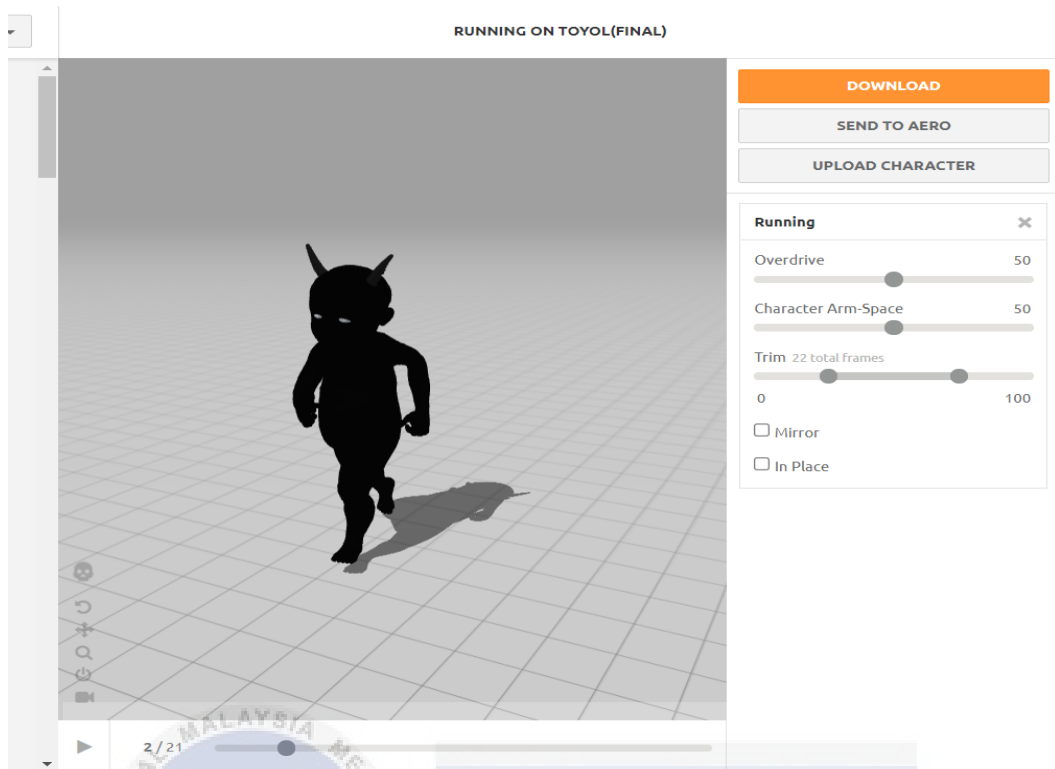 RUNNING ON TOYOL(FINAL)
DOWNLOAD
SEND TO AERO
UPLOAD CHARACTER
Running
Overdrive 50
Character Arm-Space 50
Trim 22 total frames
0 100
Mirror
In Place
2 / 21
MALAYSIA